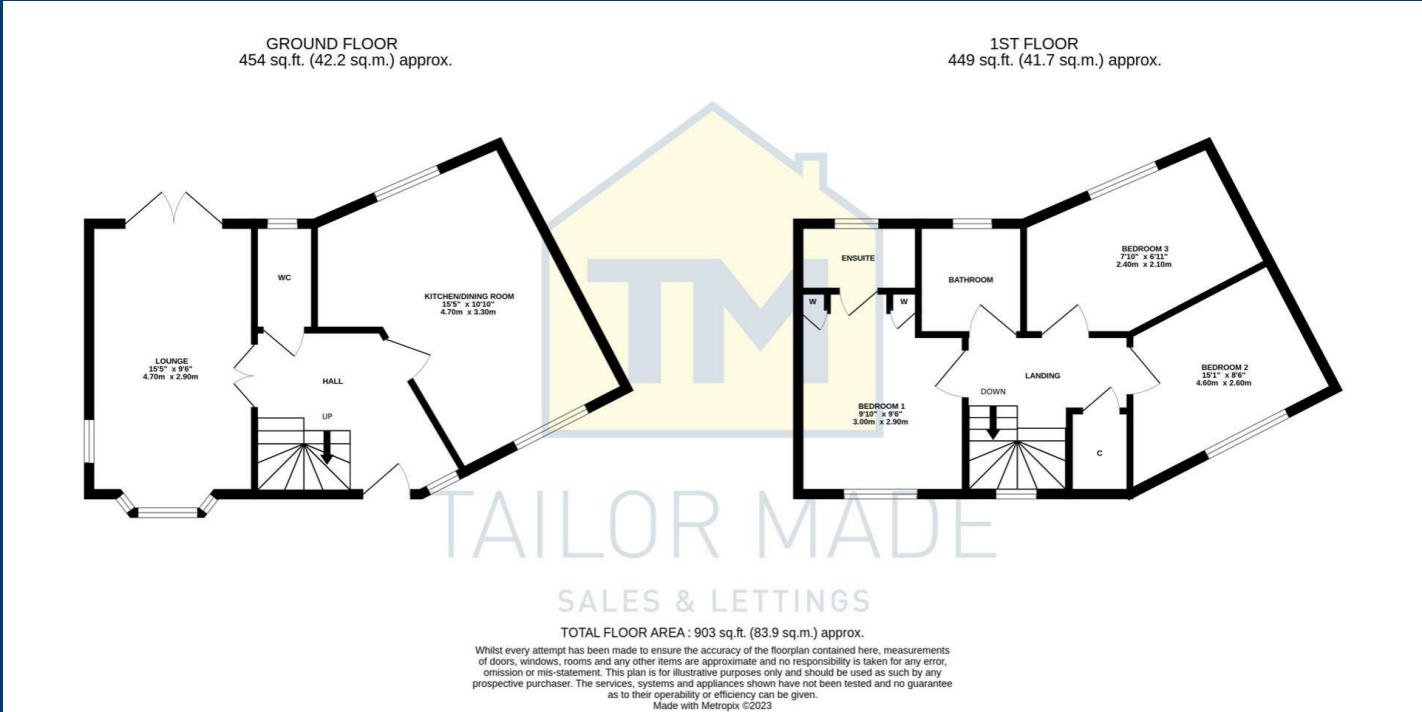 GROUND FLOOR
454 sq.ft. (42.2 sq.m.) approx.
1ST FLOOR
449 sq.ft. (41.7 sq.m.) approx.
WC
KITCHEN/DINING ROOM
15'5" x 10'10"
4.70m x 3.30m
LOUNGE
15'5" x 9'6"
4.70m x 2.90m
HALL
UP
ENSUITE
W
W
BATHROOM
BEDROOM 3
7'10" x 6'11"
2.40m x 2.10m
BEDROOM 2
15'1" x 8'6"
4.60m x 2.60m
LANDING
DOWN
BEDROOM 1
9'10" x 9'6"
3.00m x 2.90m
C
TM
TAILOR MADE
SALES & LETTINGS
TOTAL FLOOR AREA : 903 sq.ft. (83.9 sq.m.) approx.
Whilst every attempt has been made to ensure the accuracy of the floorplan contained here, measurements
of doors, windows, rooms and any other items are approximate and no responsibility is taken for any error,
omission or mis-statement. This plan is for illustrative purposes only and should be used as such by any
prospective purchaser. The services, systems and appliances shown have not been tested and no guarantee
as to their operability or efficiency can be given.
Made with Metropix ©2023